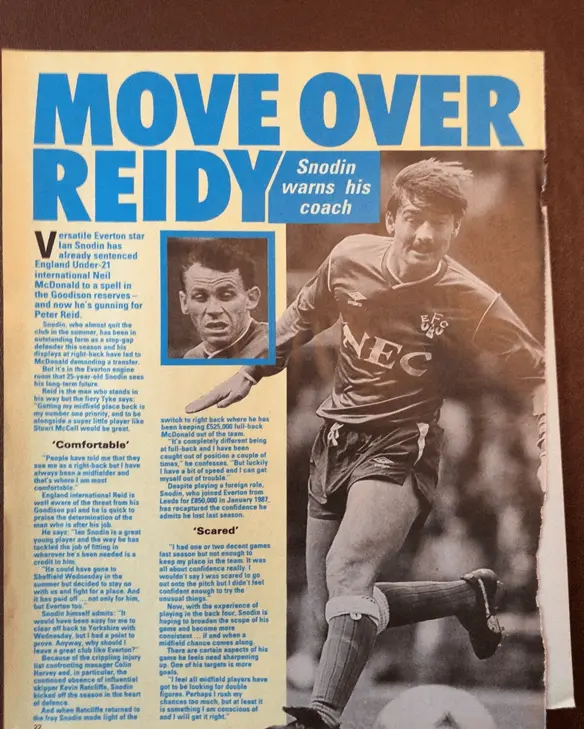 MOVE OVER
REIDY
Snodin
warns his
coach
Versatile Everton star
Ian Snodin has
already sentenced
England Under-21
international Neil
McDonald to a spell in
the Goodison reserves –
and now he's gunning for
Peter Reid.
Snodin, who almost quit the
club in the summer, has been in
outstanding form as a stop-gap
defender this season and his
displays at right-back have led to
McDonald demanding a transfer.
But it's in the Everton engine
room that 25-year-old Snodin sees
his long-term future.
Reid is the man who stands in
his way but the fiery Tyke says:
"Getting my midfield place back is
my number one priority, and to be
alongside a super little player like
Stuart McCall would be great.
'Comfortable'
"People have told me that they
see me as a right-back but I have
always been a midfielder and
that's where I am most
comfortable."
England international Reid is
well aware of the threat from his
Goodison pal and he is quick to
praise the determination of the
man who is after his job.
He says: "Ian Snodin is a great
young player and the way he has
tackled the job of fitting in
wherever he's been needed is a
credit to him.
"He could have gone to
Sheffield Wednesday in the
summer but decided to stay on
with us and fight for a place. And
it has paid off ... not only for him,
but Everton too."
Snodin himself admits: "It
would have been easy for me to
clear off back to Yorkshire with
Wednesday, but I had a point to
prove. Anyway, why should I
leave a great club like Everton?"
Because of the crippling injury
list confronting manager Colin
Harvey and, in particular, the
continued absence of influential
skipper Kevin Ratcliffe, Snodin
kicked off the season in the heart
of defence.
And when Ratcliffe returned to
the fray Snodin made light of the
22
switch to right back where he has
been keeping £525,000 full-back
McDonald out of the team.
"It's completely different being
at full-back and I have been
caught out of position a couple of
times," he confesses. "But luckily
I have a bit of speed and I can get
myself out of trouble."
Despite playing a foreign role,
Snodin, who joined Everton from
Leeds for £850,000 in January 1987,
has recaptured the confidence he
admits he lost last season.
'Scared'
"I had one or two decent games
last season but not enough to
keep my place in the team. It was
all about confidence really. I
wouldn't say I was scared to go
out onto the pitch but I didn't feel
confident enough to try the
unusual things."
Now, with the experience of
playing in the back four, Snodin is
hoping to broaden the scope of his
game and become more
consistent ... if and when a
midfield chance comes along.
There are certain aspects of his
game he feels need sharpening
up. One of his targets is more
goals.
"I feel all midfield players have
got to be looking for double
figures. Perhaps I rush my
chances too much, but at least it
is something I am conscious of
and I will get it right."
umbro
EFC
NEC